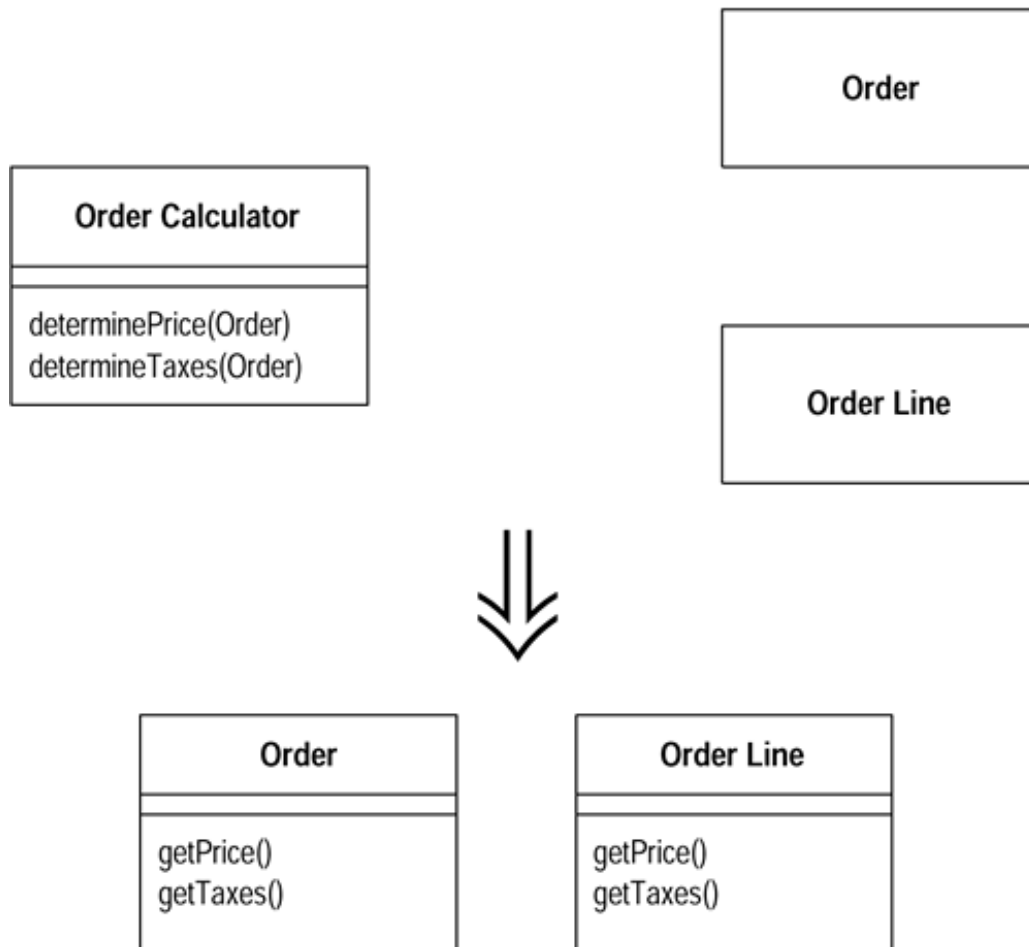 Order
Order Calculator
determinePrice(Order)
determineTaxes(Order)
Order Line
Order
getPrice()
getTaxes()
Order Line
getPrice()
getTaxes()